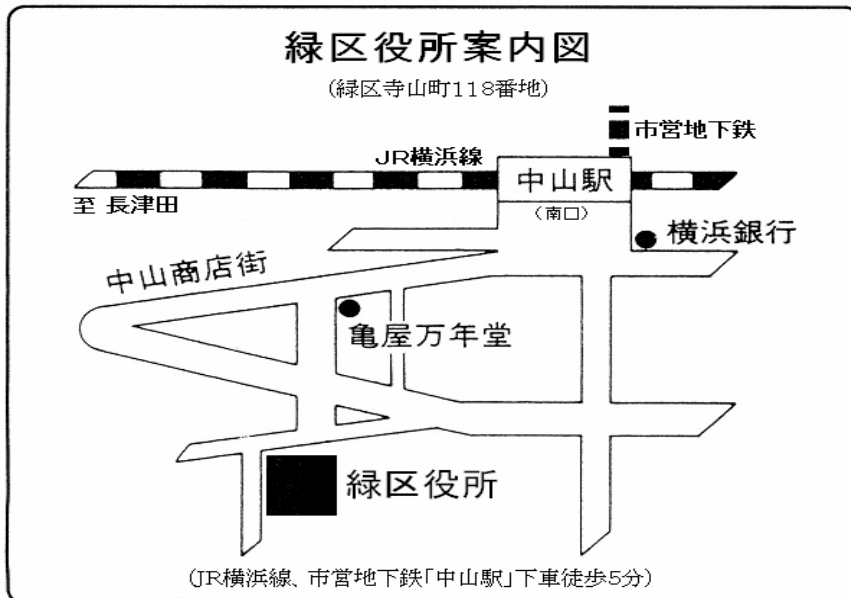 緑区役所案内図
(緑区寺山町118番地)
市営地下鉄
JR横浜線
中山駅
至 長津田
(南口)
横浜銀行
中山商店街
亀屋万年堂
緑区役所
(JR横浜線、市営地下鉄「中山駅」下車徒歩5分)